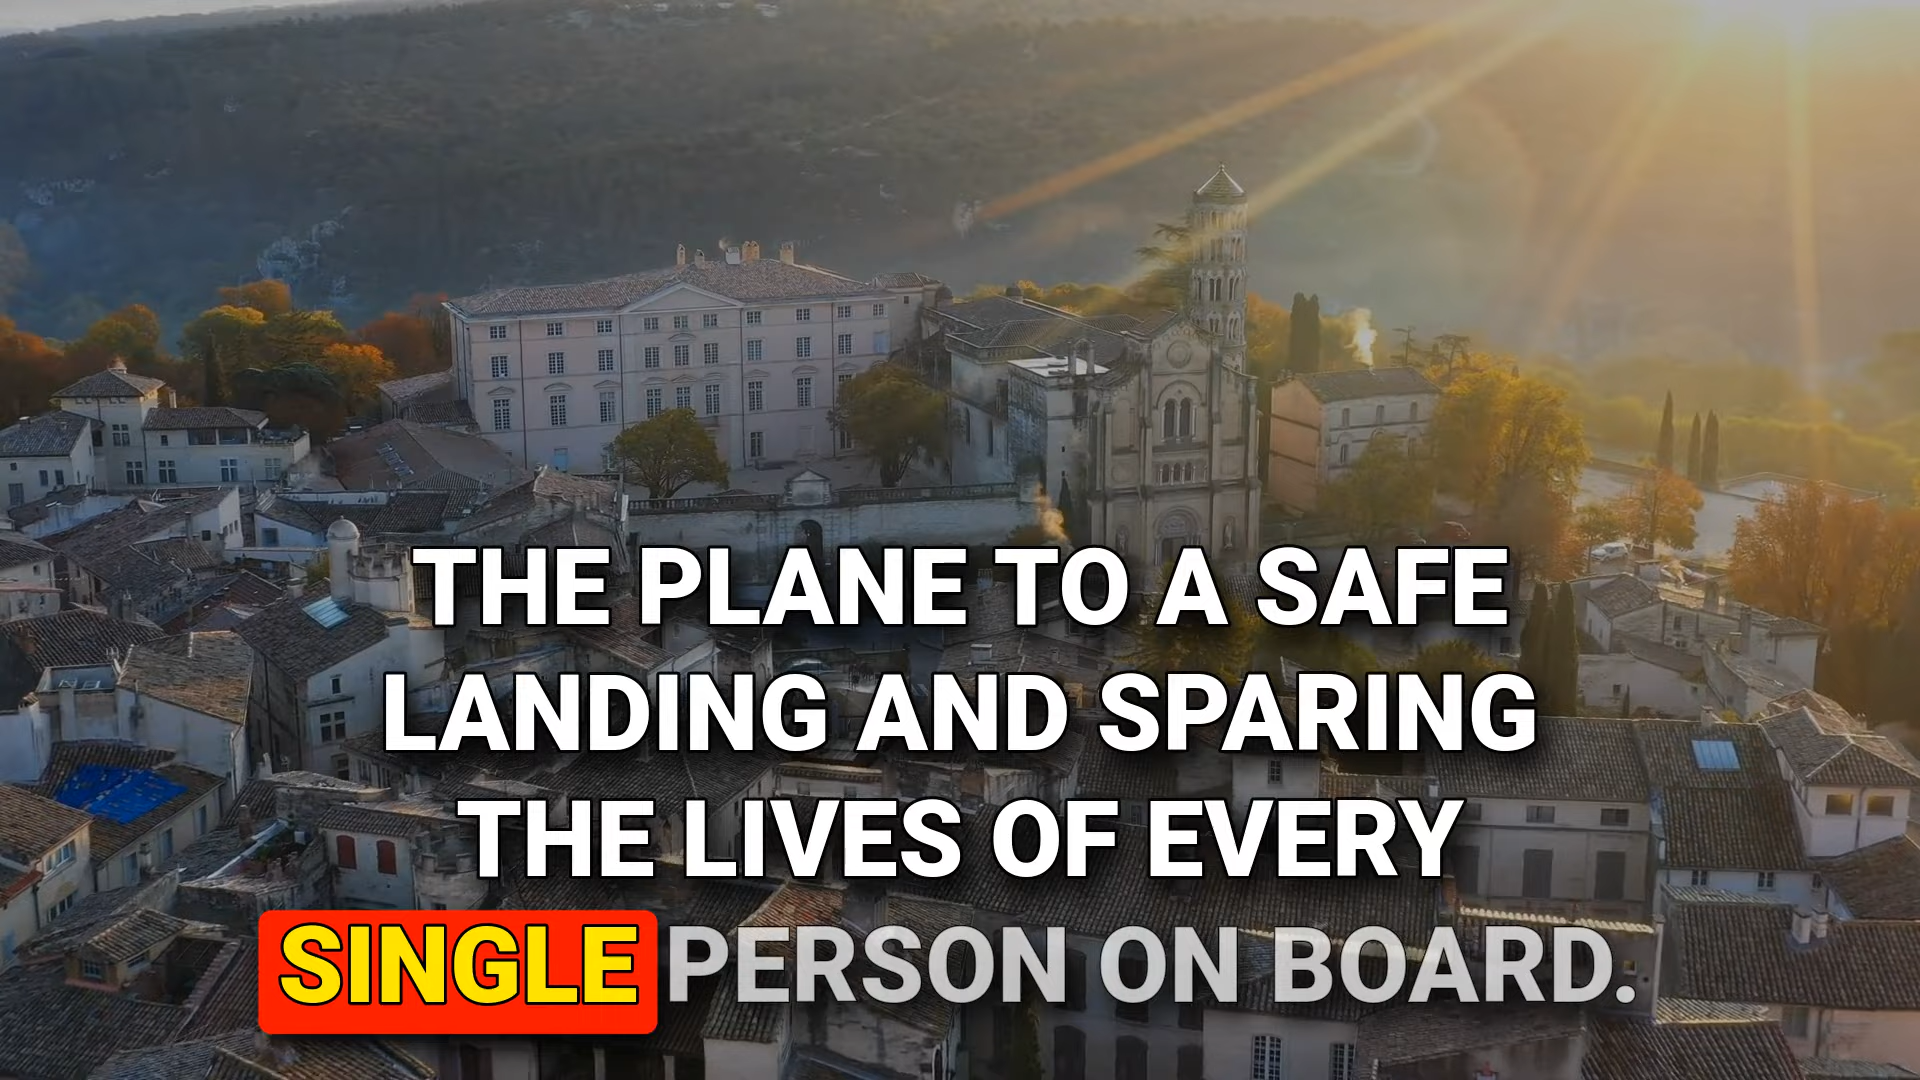 THE PLANE TO A SAFE
LANDING AND SPARING
THE LIVES OF EVERY
SINGLE PERSON ON BOARD.